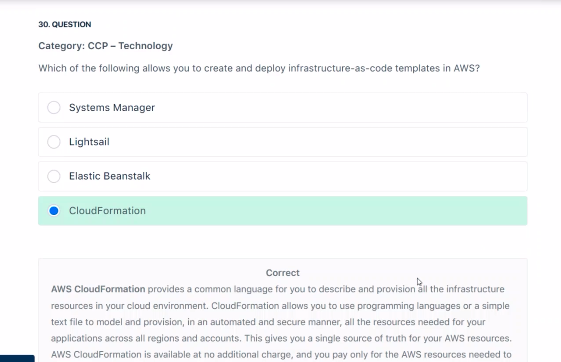 30. QUESTION
Category: CCP – Technology
Which of the following allows you to create and deploy infrastructure-as-code templates in AWS?
Systems Manager
Lightsail
Elastic Beanstalk
CloudFormation
Correct
AWS CloudFormation provides a common language for you to describe and provision all the infrastructure
resources in your cloud environment. CloudFormation allows you to use programming languages or a simple
text file to model and provision, in an automated and secure manner, all the resources needed for your
applications across all regions and accounts. This gives you a single source of truth for your AWS resources.
AWS CloudFormation is available at no additional charge, and you pay only for the AWS resources needed to